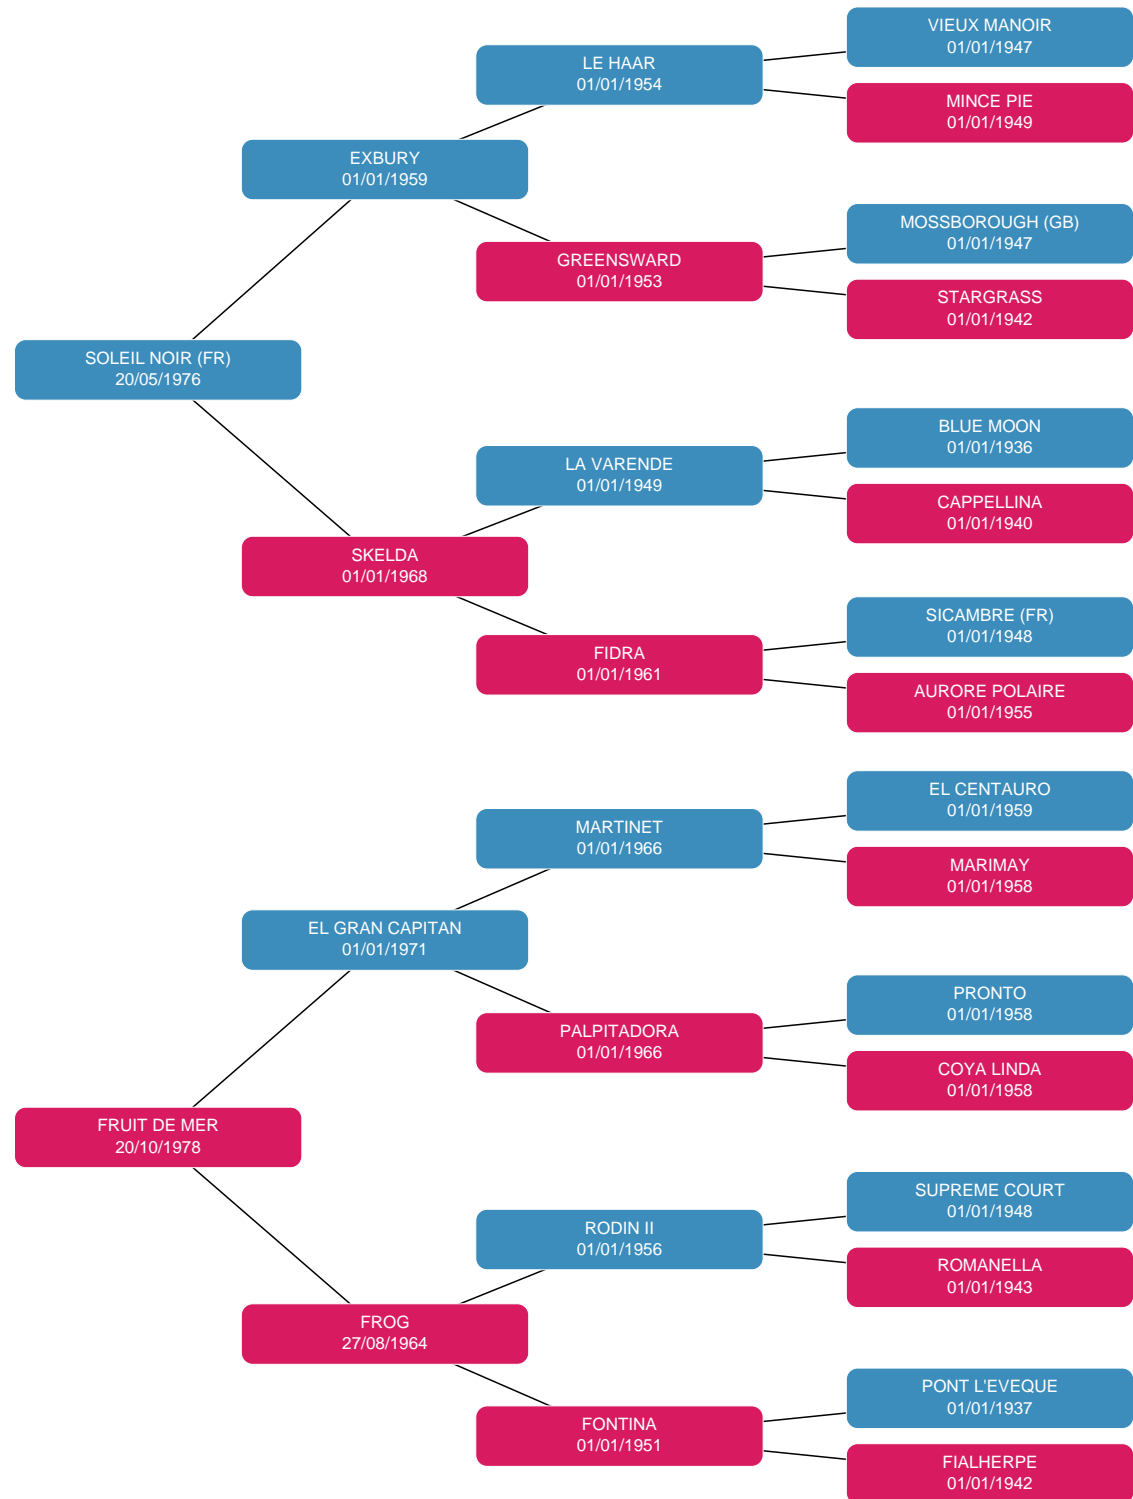 VIEUX MANOIR
01/01/1947
LE HAAR
01/01/1954
MINCE PIE
01/01/1949
EXBURY
01/01/1959
MOSSBOROUGH (GB)
01/01/1947
GREENSWARD
01/01/1953
STARGRASS
01/01/1942
SOLEIL NOIR (FR)
20/05/1976
BLUE MOON
01/01/1936
LA VARENDE
01/01/1949
CAPPELLINA
01/01/1940
SKELDA
01/01/1968
SICAMBRE (FR)
01/01/1948
FIDRA
01/01/1961
AURORE POLAIRE
01/01/1955
EL CENTAURO
01/01/1959
MARTINET
01/01/1966
MARIMAY
01/01/1958
EL GRAN CAPITAN
01/01/1971
PRONTO
01/01/1958
PALPITADORA
01/01/1966
COYA LINDA
01/01/1958
FRUIT DE MER
20/10/1978
SUPREME COURT
01/01/1948
RODIN II
01/01/1956
ROMANELLA
01/01/1943
FROG
27/08/1964
PONT L'EVEQUE
01/01/1937
FONTINA
01/01/1951
FIALHERPE
01/01/1942